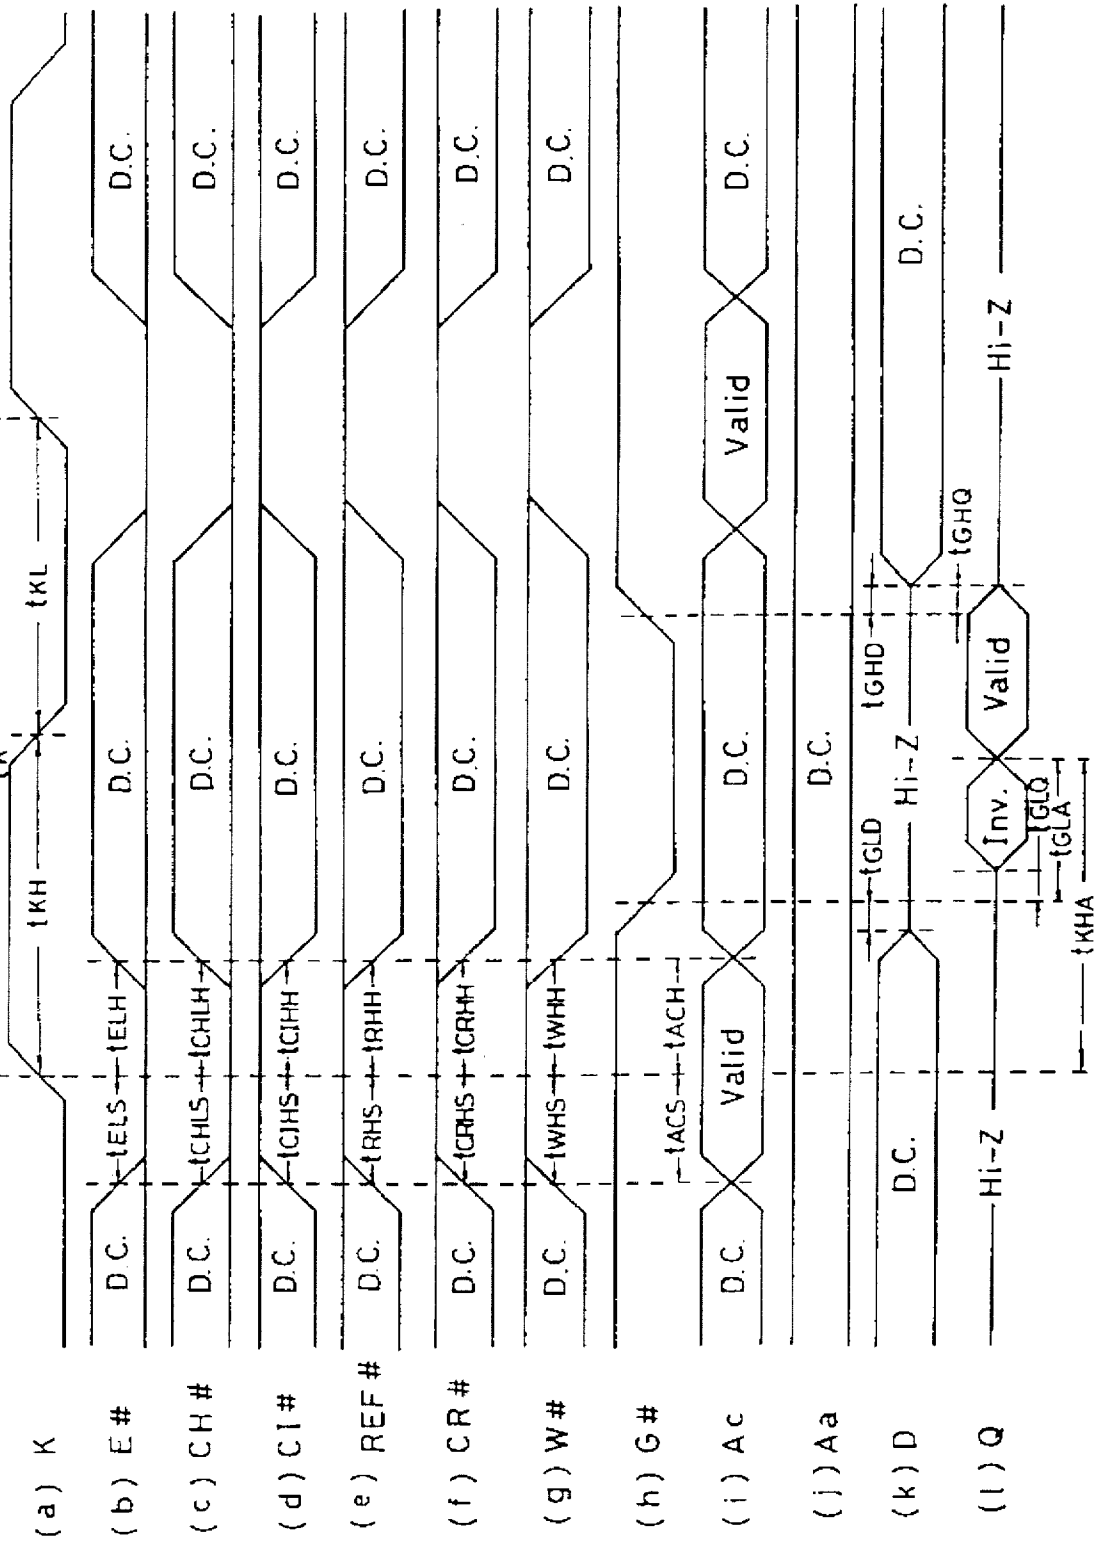 (a) K tKH tKL
(b) E# D.C. tELS tELH D.C. D.C.
(c) CH# D.C. tCHLS tCHLH D.C. D.C.
(d) CI# D.C. tCIHS tCIHH D.C. D.C.
(e) REF# D.C. tRHS tRHH D.C. D.C.
(f) CR# D.C. tCRHS tCRHH D.C. D.C.
(g) W# D.C. tWHS tWHH D.C. D.C.
(h) G#
tACS tACH
(i) Ac D.C. Valid D.C. Valid D.C.
(j) Aa D.C.
tGLD tGHD
(k) D D.C. Hi-Z D.C.
tGHQ
(l) Q Hi-Z Inv. Valid Hi-Z
tGLQ
tGLA
tKHA